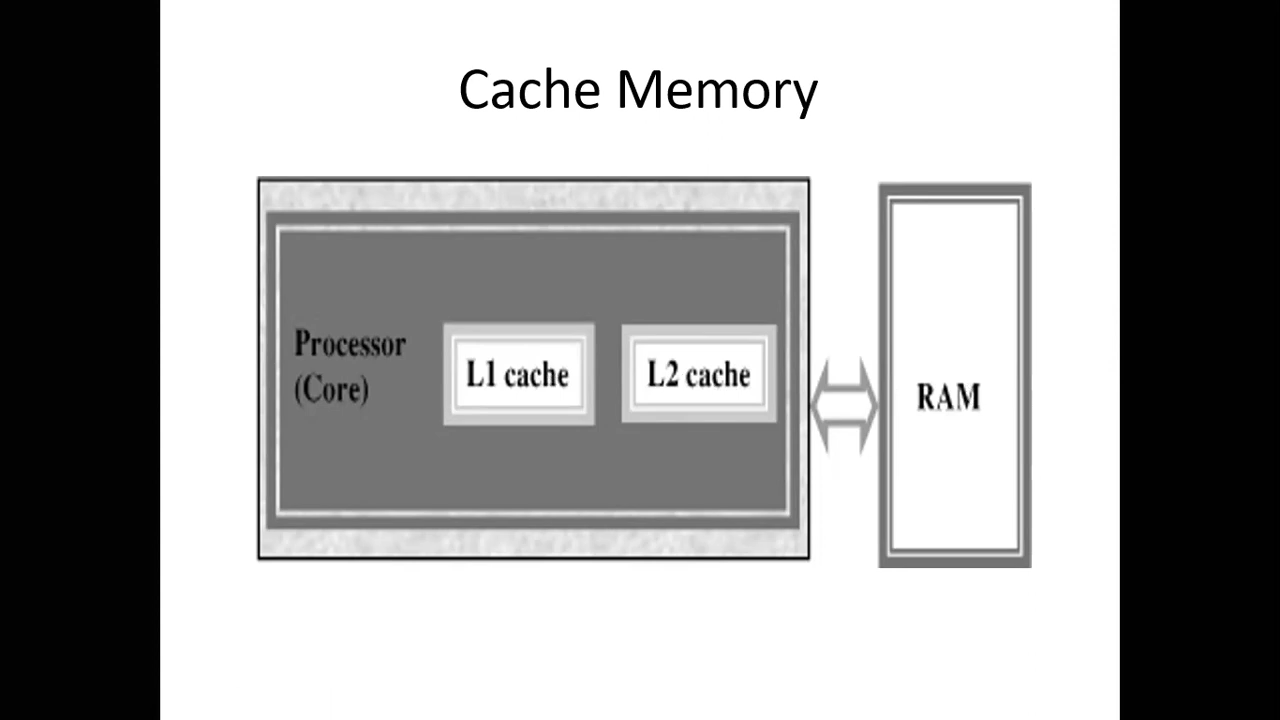 Cache Memory
Processor
(Core)
L1 cache
L2 cache
RAM